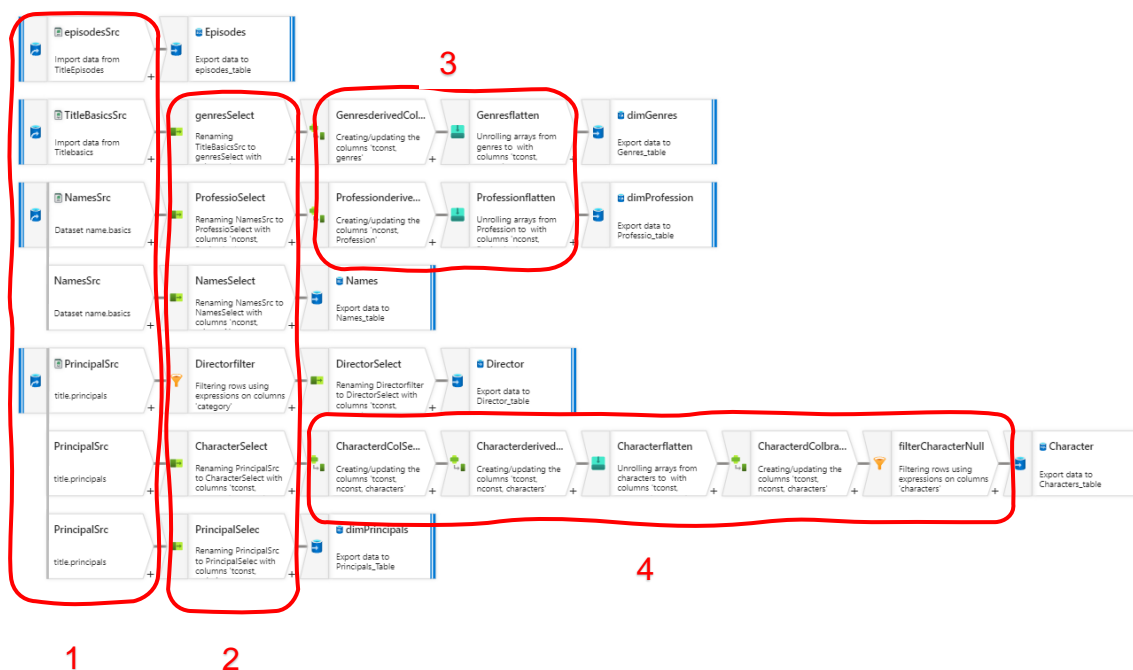 episodesSrc
Import data from
TitleEpisodes
+
Episodes
Export data to
episodes_table
3
TitleBasicsSrc
Import data from
Titlebasics
+
genresSelect
Renaming
TitleBasicsSrc to
genresSelect with
+
GenresderivedCol...
Creating/updating the
columns 'tconst,
genres'
+
Genresflatten
Unrolling arrays from
genres to with
columns 'tconst,
+
dimGenres
Export data to
Genres_table
NamesSrc
Dataset name.basics
+
ProfessioSelect
Renaming NamesSrc to
ProfessioSelect with
columns 'nconst,
+
Professionderive...
Creating/updating the
columns 'nconst,
Profession'
+
Professionflatten
Unrolling arrays from
Profession to with
columns 'nconst,
+
dimProfession
Export data to
Professio_table
NamesSrc
Dataset name.basics
+
NamesSelect
Renaming NamesSrc to
NamesSelect with
columns 'nconst,
+
Names
Export data to
Names_table
PrincipalSrc
title.principals
+
Directorfilter
Filtering rows using
expressions on columns
'category'
+
DirectorSelect
Renaming Directorfilter
to DirectorSelect with
columns 'tconst,
+
Director
Export data to
Director_table
PrincipalSrc
title.principals
+
CharacterSelect
Renaming PrincipalSrc
to CharacterSelect with
columns 'tconst,
+
CharacterdColSe...
Creating/updating the
columns 'tconst,
nconst, characters'
+
Characterderived...
Creating/updating the
columns 'tconst,
nconst, characters'
+
Characterflatten
Unrolling arrays from
characters to with
columns 'tconst,
+
CharacterdColbra...
Creating/updating the
columns 'tconst,
nconst, characters'
+
filterCharacterNull
Filtering rows using
expressions on columns
'characters'
+
Character
Export data to
Characters_table
PrincipalSrc
title.principals
+
PrincipalSelec
Renaming PrincipalSrc
to PrincipalSelec with
columns 'tconst,
+
dimPrincipals
Export data to
Principals_Table
4
1
2